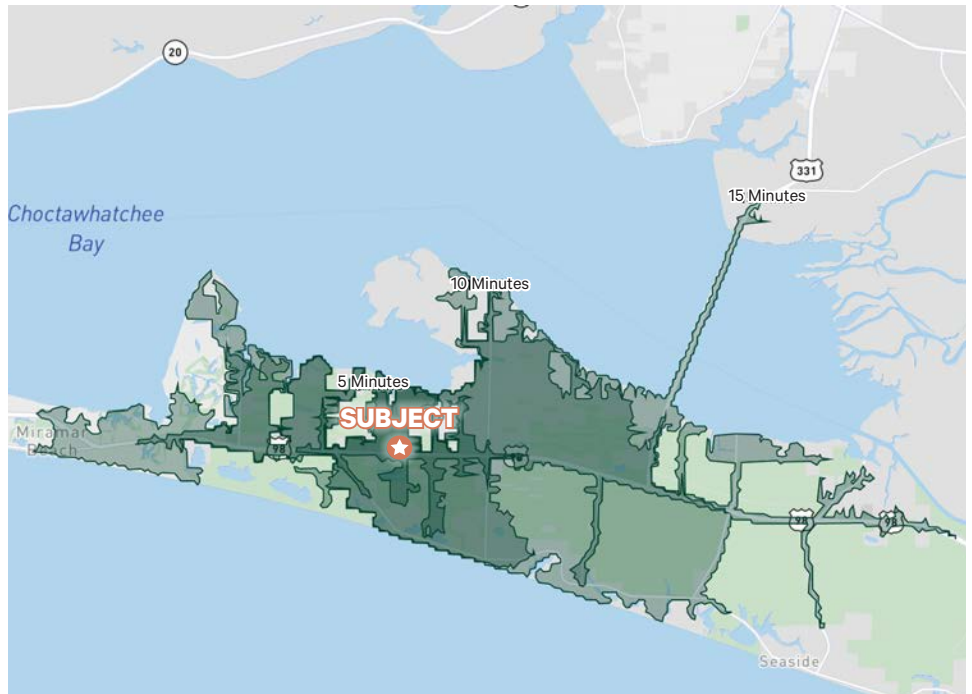 20
331
15 Minutes
Choctawhatchee
Bay
10 Minutes
5 Minutes
SUBJECT
Miramar
Beach
98
98
98
98
Seaside